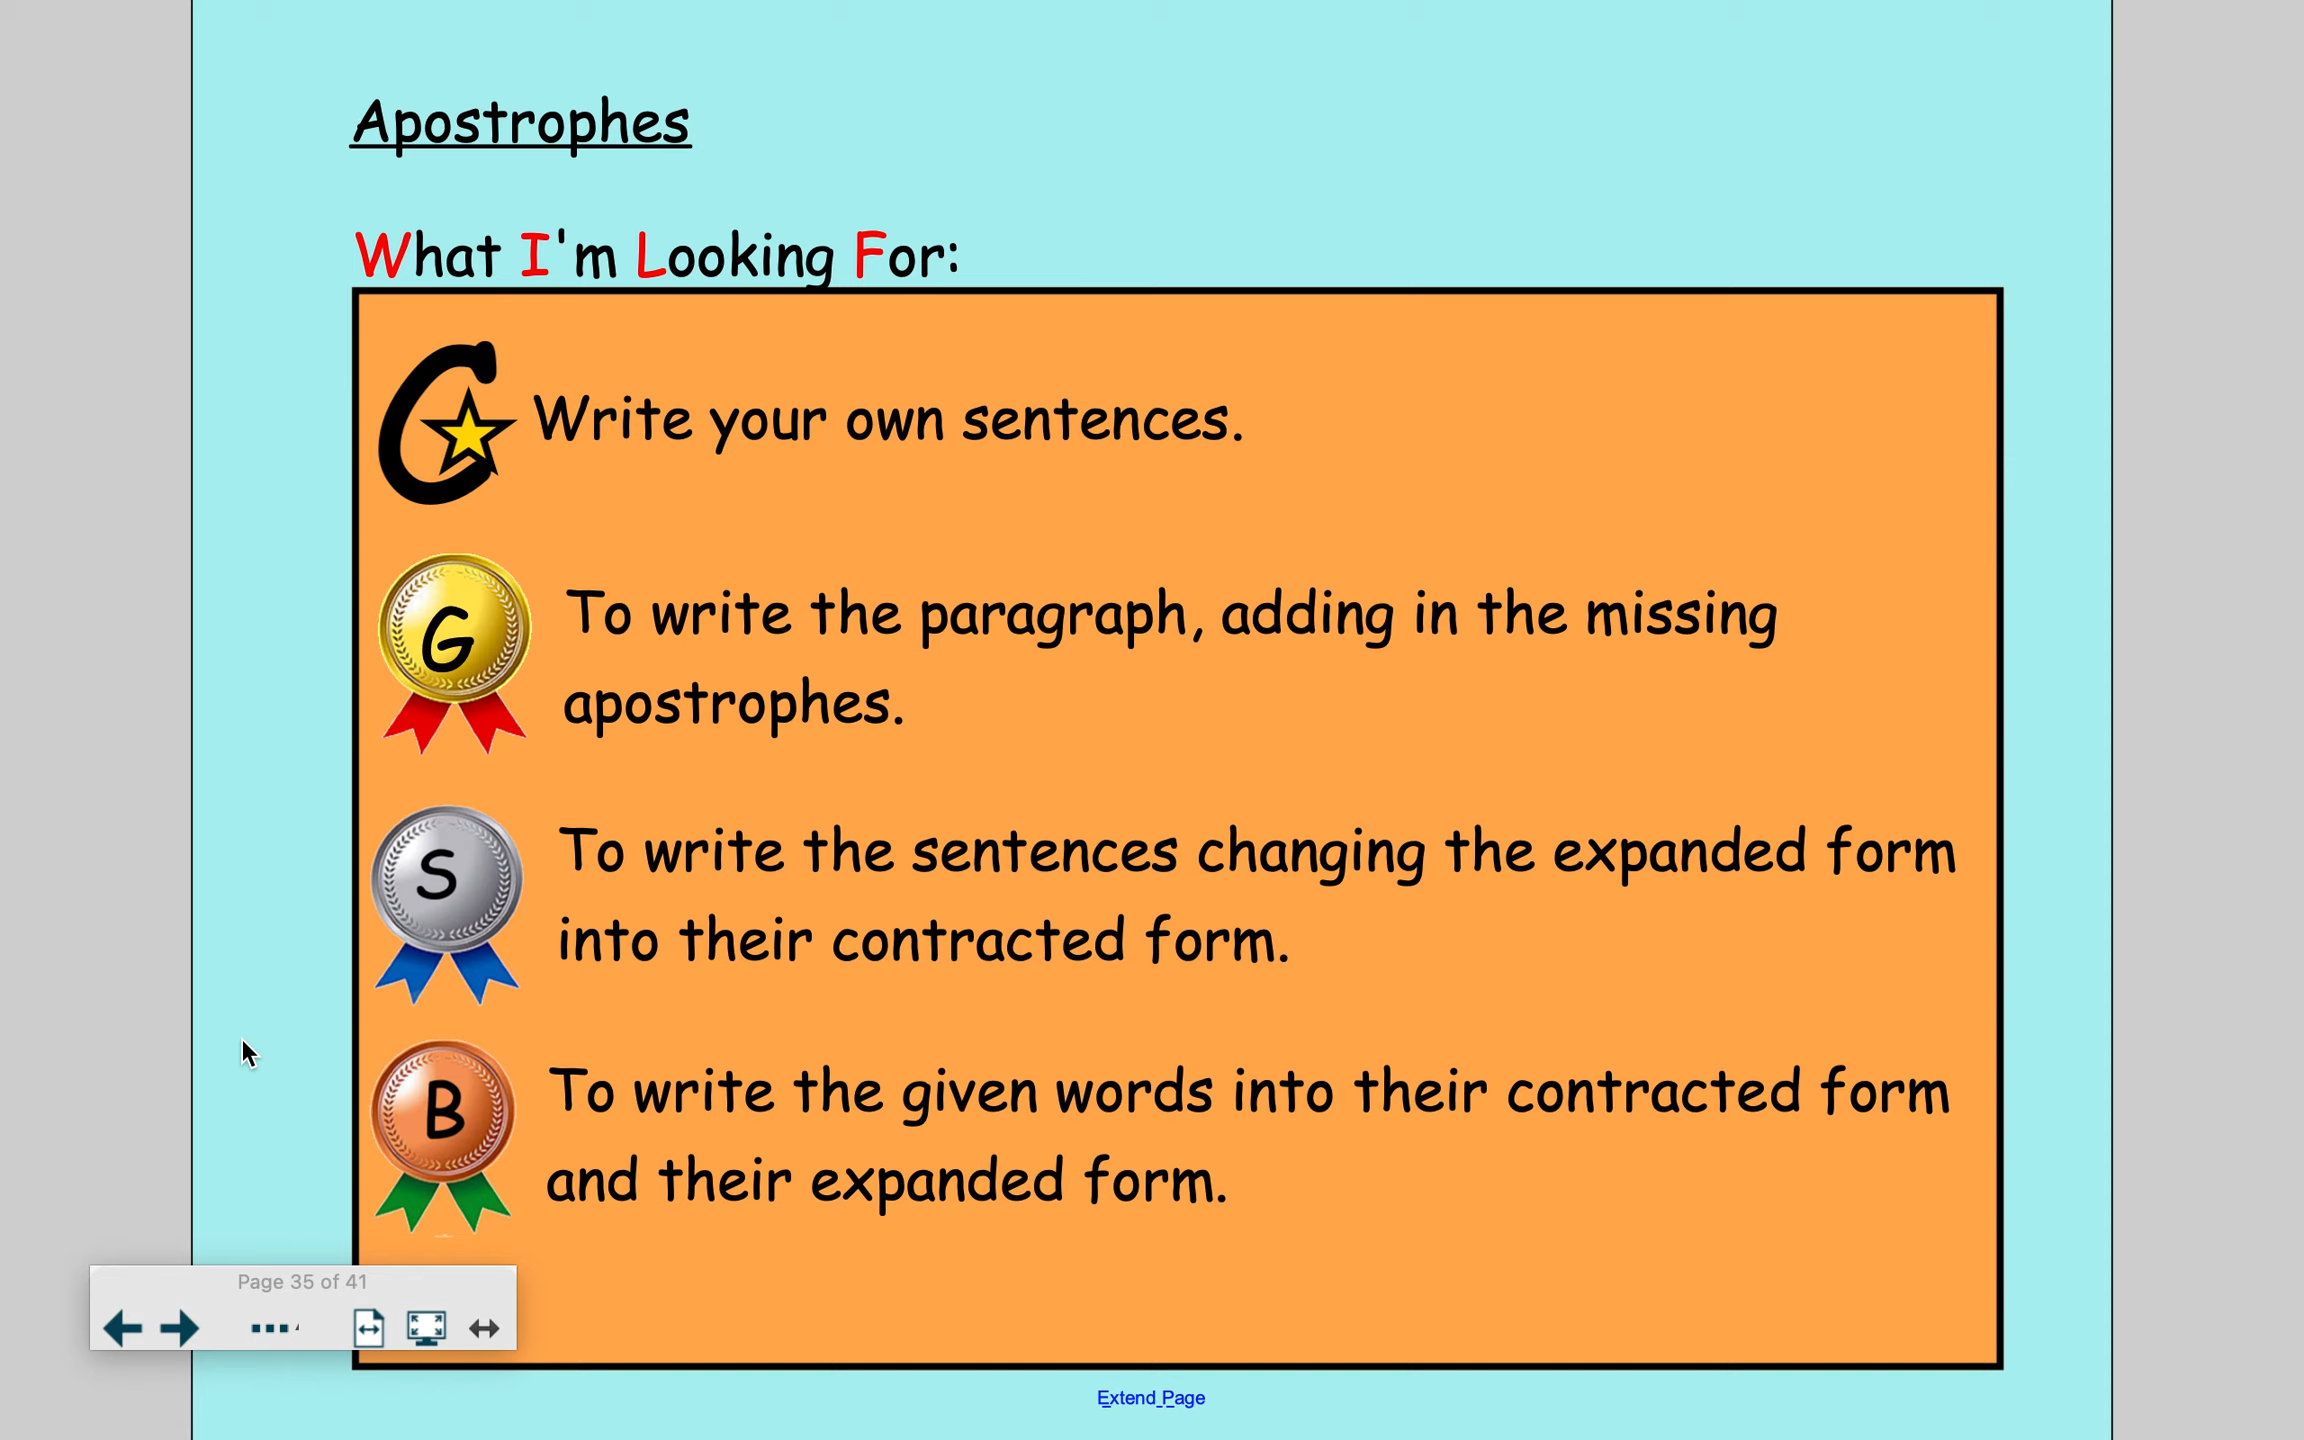 Apostrophes
What I'm Looking For:
C
Write your own sentences.
G
To write the paragraph, adding in the missing
apostrophes.
S
To write the sentences changing the expanded form
into their contracted form.
B
To write the given words into their contracted form
and their expanded form.
Page 35 of 41
Extend Page